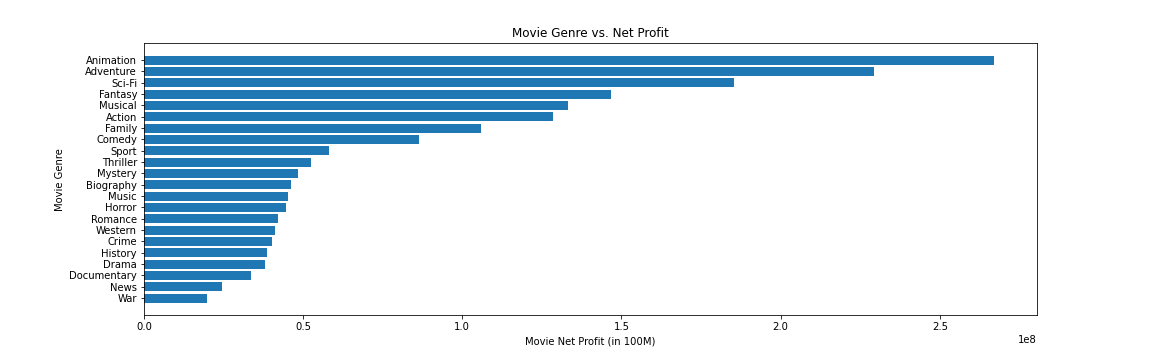 Movie Genre vs. Net Profit
Movie Genre
Animation
Adventure
Sci-Fi
Fantasy
Musical
Action
Family
Comedy
Sport
Thriller
Mystery
Biography
Music
Horror
Romance
Western
Crime
History
Drama
Documentary
News
War
0.0 0.5 1.0 1.5 2.0 2.5
1e8
Movie Net Profit (in 100M)